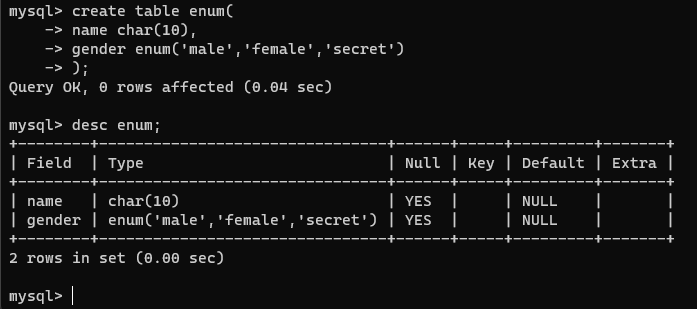 mysql> create table enum(
    -> name char(10),
    -> gender enum('male','female','secret')
    -> );
Query OK, 0 rows affected (0.04 sec)

mysql> desc enum;
+--------+--------------------------------+------+-----+---------+-------+
| Field  | Type                           | Null | Key | Default | Extra |
+--------+--------------------------------+------+-----+---------+-------+
| name   | char(10)                       | YES  |     | NULL    |       |
| gender | enum('male','female','secret') | YES  |     | NULL    |       |
+--------+--------------------------------+------+-----+---------+-------+
2 rows in set (0.00 sec)

mysql>